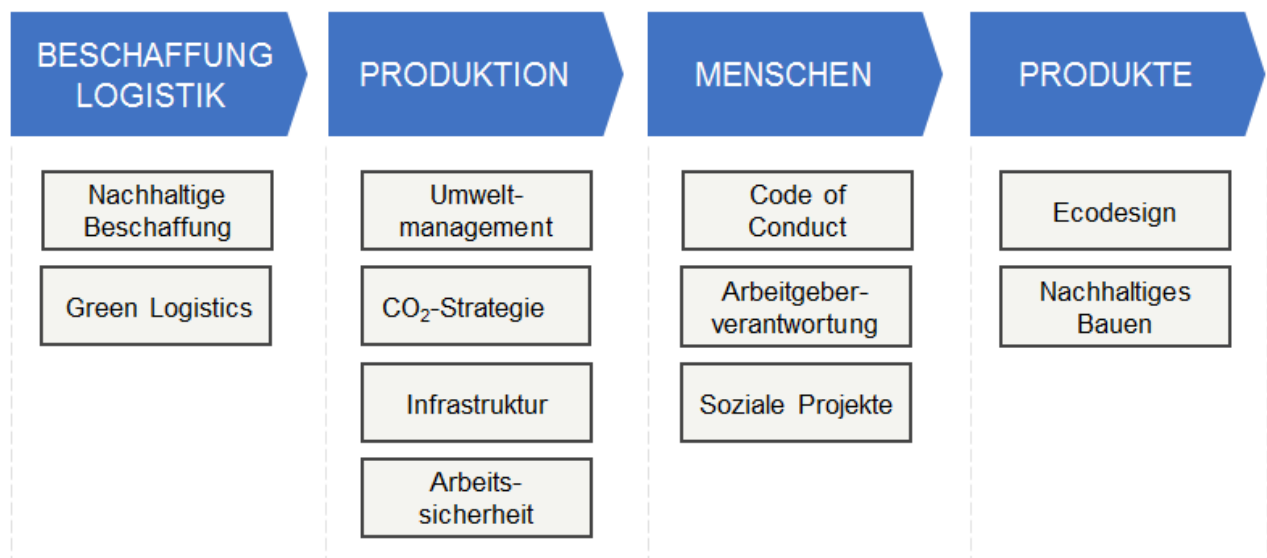 BESCHAFFUNG
LOGISTIK
Nachhaltige
Beschaffung
Green Logistics
PRODUKTION
Umwelt-
management
CO₂-Strategie
Infrastruktur
Arbeits-
sicherheit
MENSCHEN
Code of
Conduct
Arbeitgeber-
verantwortung
Soziale Projekte
PRODUKTE
Ecodesign
Nachhaltiges
Bauen